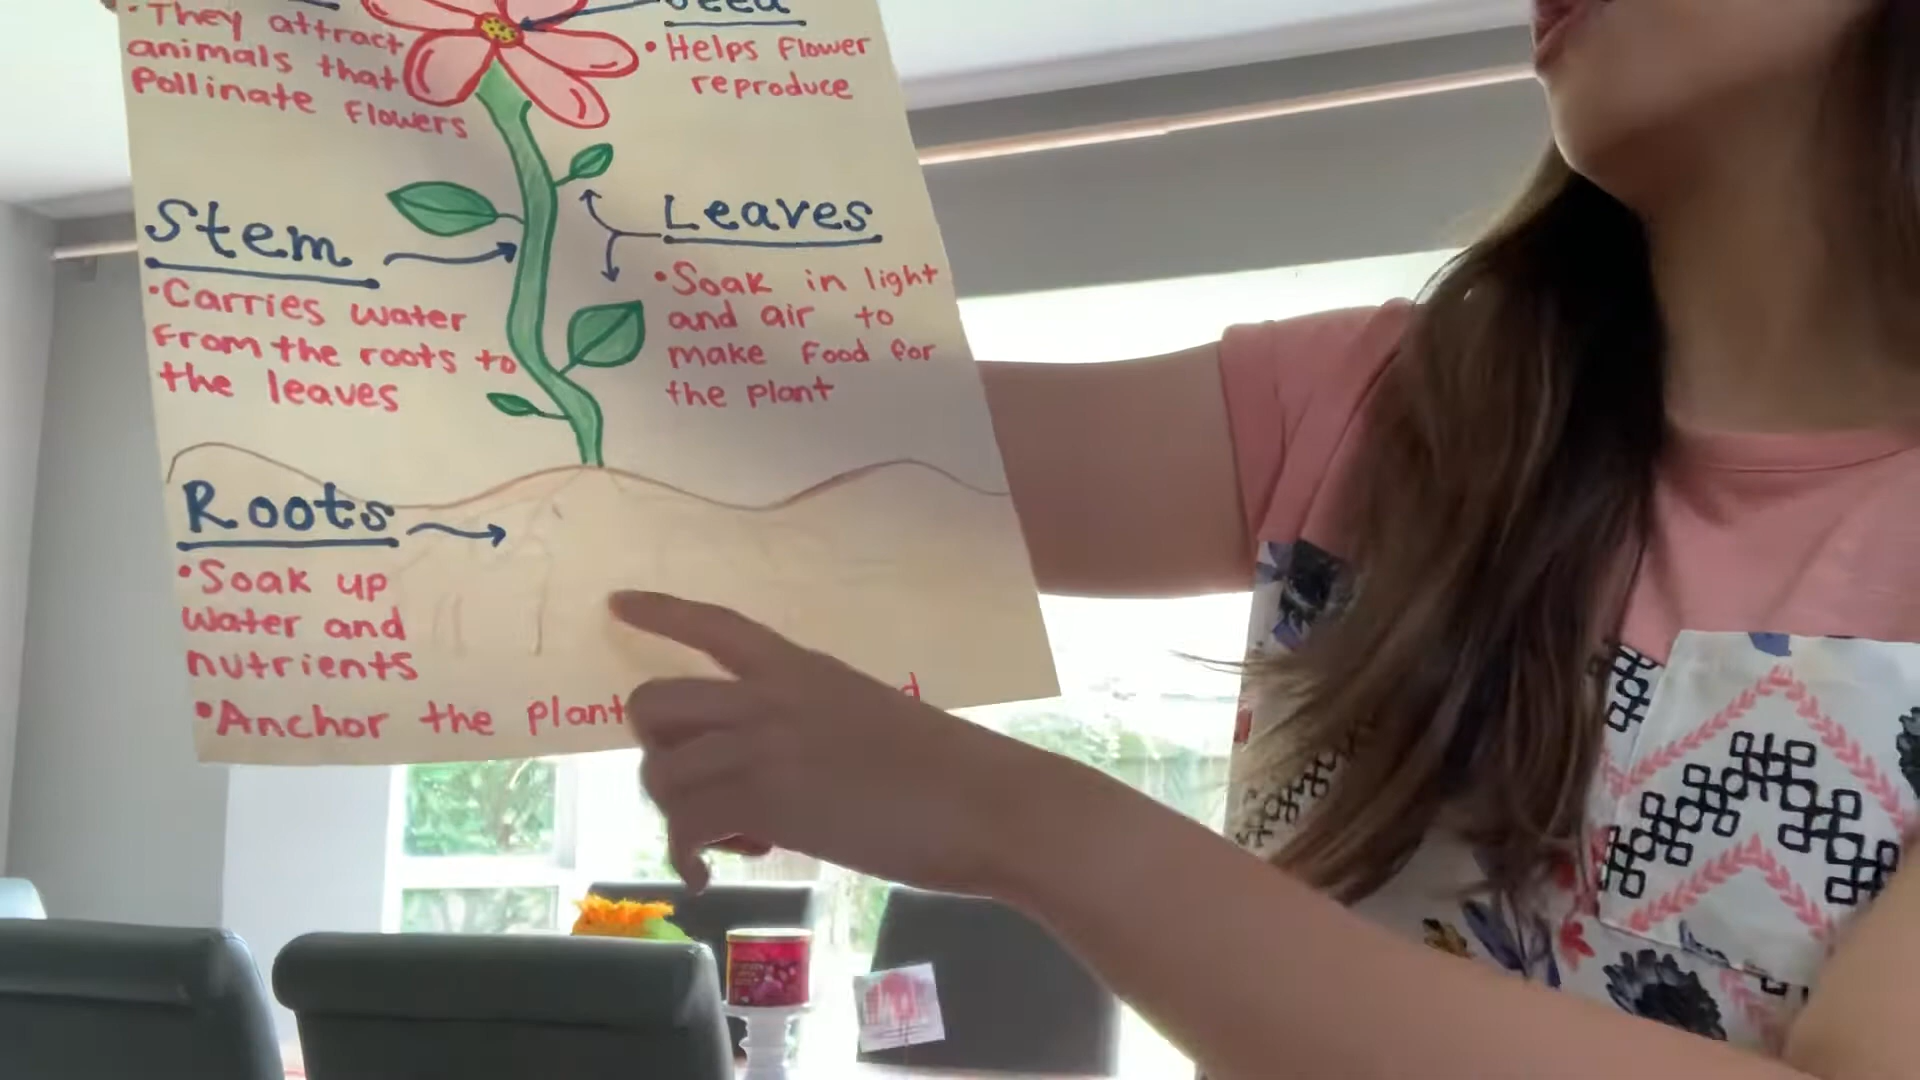 • They attract
animals that
Pollinate Flowers
Seed
• Helps Flower
reproduce
Stem
• Carries water
From the roots to
the leaves
Leaves
• Soak in light
and air to
make Food for
the plant
Roots
• Soak up
water and
nutrients
• Anchor the plant